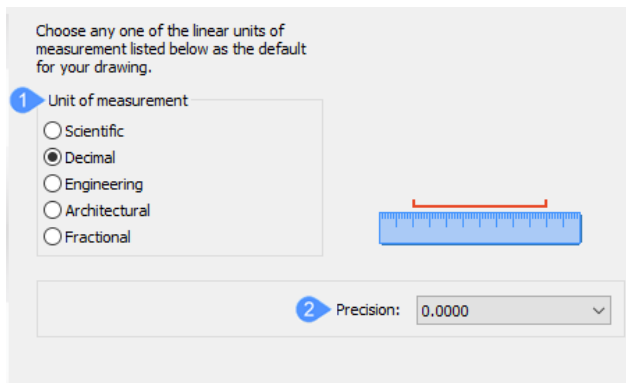 Choose any one of the linear units of
measurement listed below as the default
for your drawing.
1 Unit of measurement
Scientific
Decimal
Engineering
Architectural
Fractional
2 Precision: 0.0000